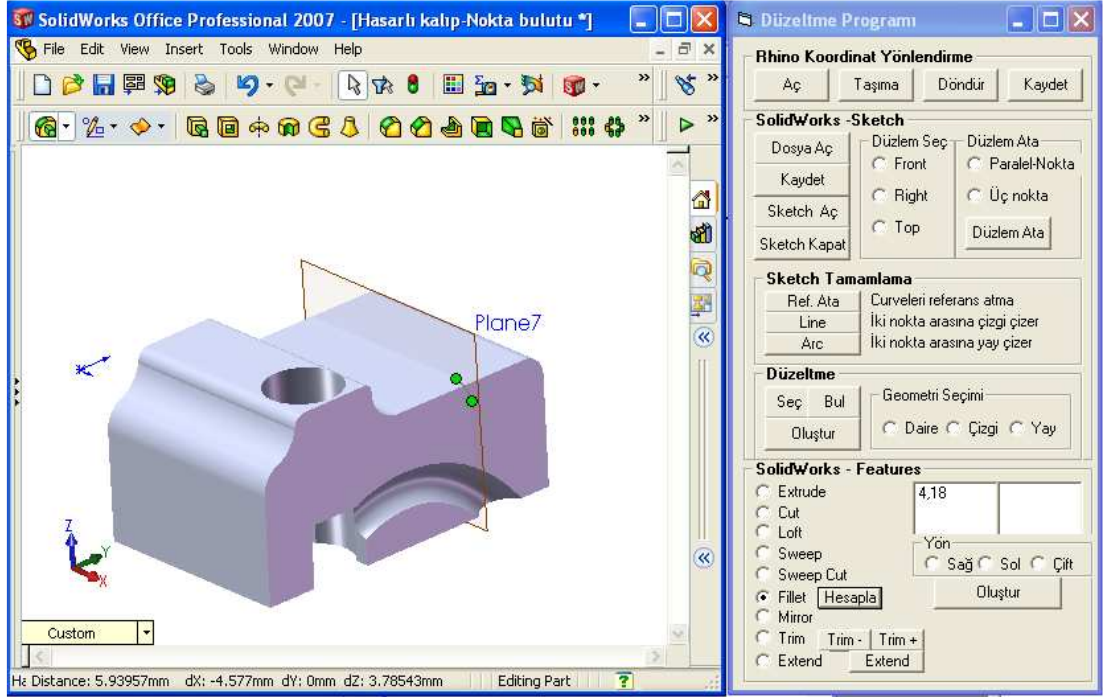 SolidWorks Office Professional 2007 - [Hasarlı kalıp-Nokta bulutu *]
File Edit View Insert Tools Window Help
Plane7
Z
Y
X
Custom
Distance: 5.93957mm dX: -4.577mm dY: 0mm dZ: 3.78543mm Editing Part
Düzeltme Programı
Rhino Koordinat Yönlendirme
Aç Taşıma Döndür Kaydet
SolidWorks -Sketch
Dosya Aç
Kaydet
Sketch Aç
Sketch Kapat
Düzlem Seç
Front
Right
Top
Düzlem Ata
Paralel-Nokta
Üç nokta
Düzlem Ata
Sketch Tamamlama
Ref. Ata Curveleri referans atma
Line İki nokta arasına çizgi çizer
Arc İki nokta arasına yay çizer
Düzeltme
Seç Bul
Oluştur
Geometri Seçimi
Daire Çizgi Yay
SolidWorks - Features
Extrude
Cut
Loft
Sweep
Sweep Cut
Fillet Hesapla
Mirror
Trim Trim - Trim +
Extend Extend
4,18
Yön
Sağ Sol Çift
Oluştur